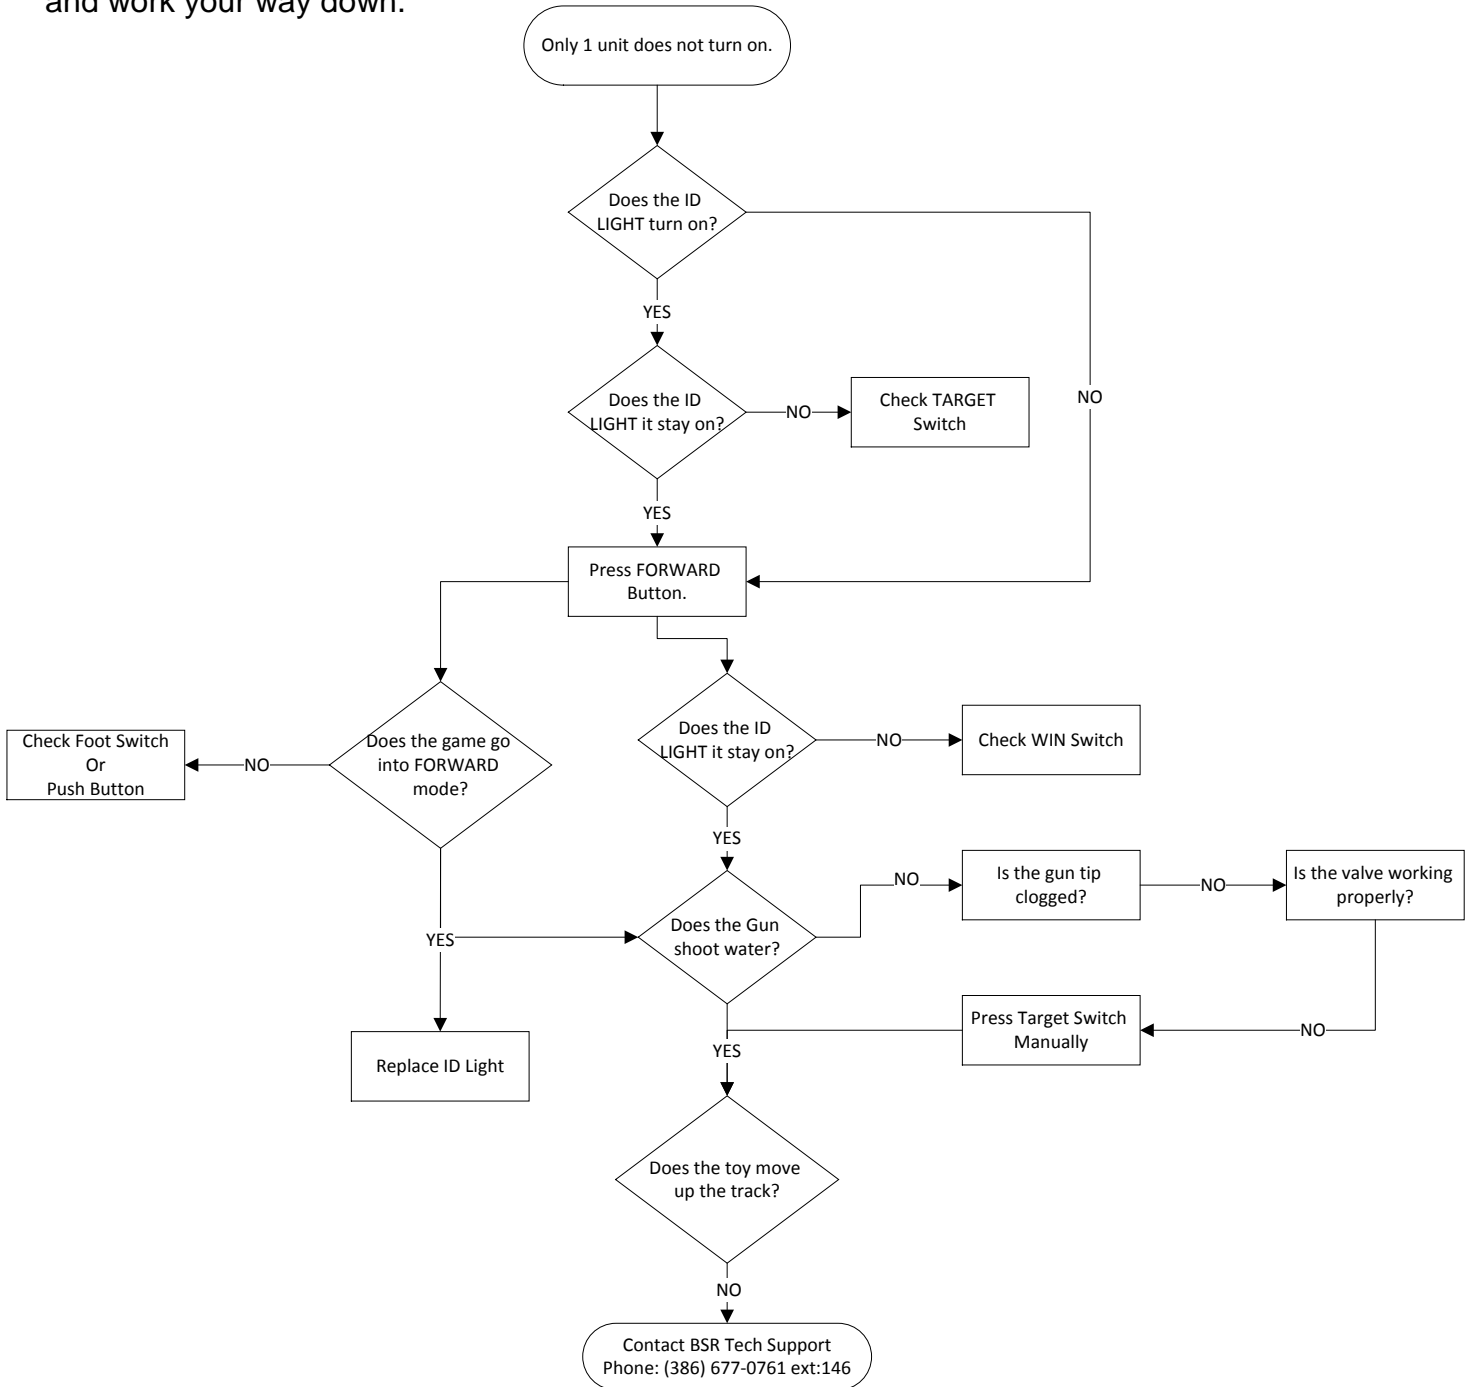 and work your way down.
Only 1 unit does not turn on.
Does the ID
LIGHT turn on?
YES
NO
Does the ID
LIGHT it stay on?
NO
Check TARGET
Switch
YES
Press FORWARD
Button.
Does the game go
into FORWARD
mode?
NO
Check Foot Switch
Or
Push Button
Does the ID
LIGHT it stay on?
NO
Check WIN Switch
YES
YES
Replace ID Light
Does the Gun
shoot water?
NO
Is the gun tip
clogged?
NO
Is the valve working
properly?
NO
Press Target Switch
Manually
YES
Does the toy move
up the track?
NO
Contact BSR Tech Support
Phone: (386) 677-0761 ext:146